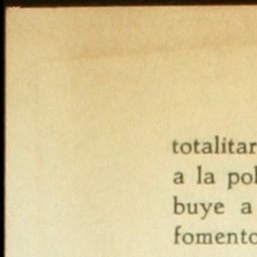 totalitar
a la pol
buye a
fomento